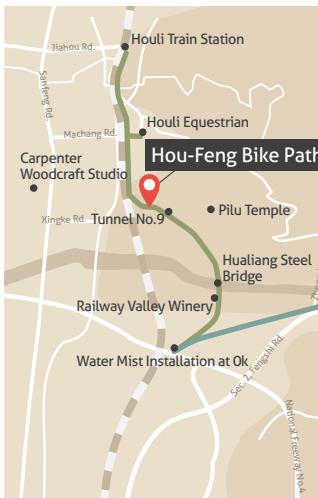 Houli Train Station
Jiahou Rd.
Sanfeng Rd.
Houli Equestrian
Machang Rd.
Hou-Feng Bike Path
Carpenter
Woodcraft Studio
Tunnel No.9
Pilu Temple
Xingke Rd.
Hualiang Steel
Bridge
Railway Valley Winery
Water Mist Installation at 0k
Sec. 2, Fengshi Rd.
National Freeway No.4